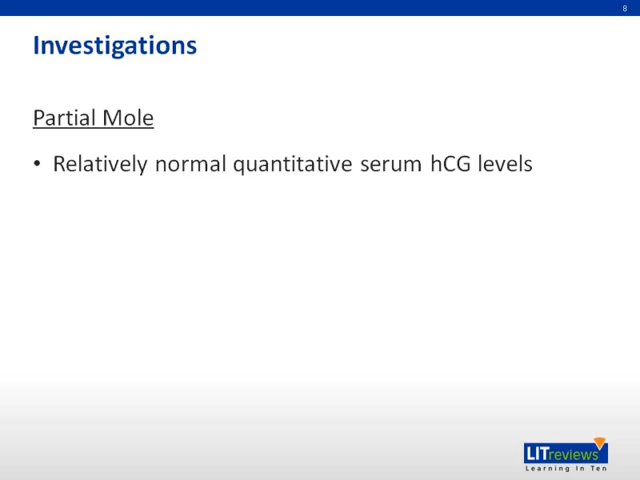 8
Investigations
Partial Mole
• Relatively normal quantitative serum hCG levels
LITreviews
Learning In Ten